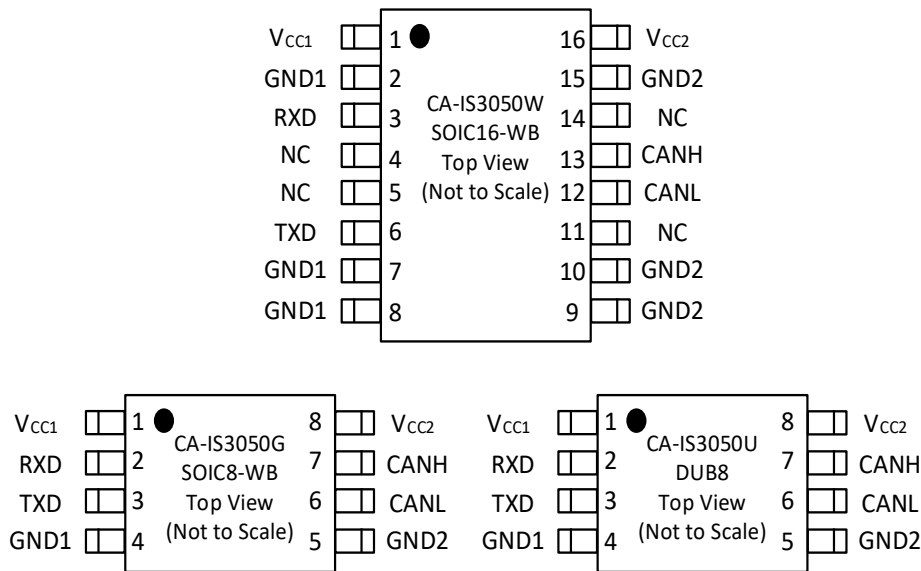 VCC1 1 16 VCC2
GND1 2 15 GND2
RXD 3 CA-IS3050W 14 NC
SOIC16-WB
NC 4 Top View 13 CANH
NC 5 (Not to Scale) 12 CANL
TXD 6 11 NC
GND1 7 10 GND2
GND1 8 9 GND2
VCC1 1 8 VCC2
CA-IS3050G
RXD 2 SOIC8-WB 7 CANH
TXD 3 Top View 6 CANL
GND1 4 (Not to Scale) 5 GND2
VCC1 1 8 VCC2
CA-IS3050U
RXD 2 DUB8 7 CANH
TXD 3 Top View 6 CANL
GND1 4 (Not to Scale) 5 GND2